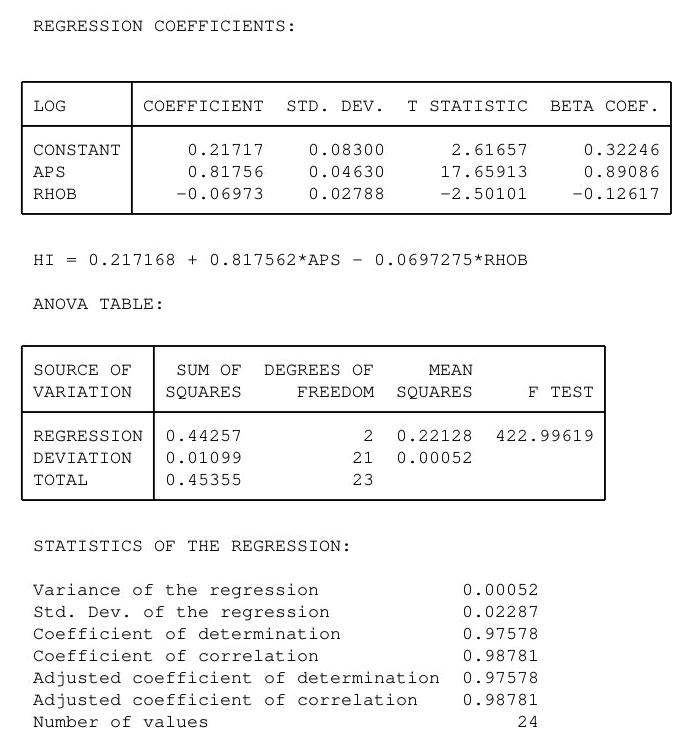 REGRESSION COEFFICIENTS:
LOG COEFFICIENT STD. DEV. T STATISTIC BETA COEF.
CONSTANT 0.21717 0.08300 2.61657 0.32246
APS 0.81756 0.04630 17.65913 0.89086
RHOB −0.06973 0.02788 −2.50101 −0.12617
HI = 0.217168 + 0.817562*APS − 0.0697275*RHOB
ANOVA TABLE:
SOURCE OF SUM OF DEGREES OF MEAN
VARIATION SQUARES FREEDOM SQUARES F TEST
REGRESSION 0.44257 2 0.22128 422.99619
DEVIATION 0.01099 21 0.00052
TOTAL 0.45355 23
STATISTICS OF THE REGRESSION:
Variance of the regression 0.00052
Std. Dev. of the regression 0.02287
Coefficient of determination 0.97578
Coefficient of correlation 0.98781
Adjusted coefficient of determination 0.97578
Adjusted coefficient of correlation 0.98781
Number of values 24